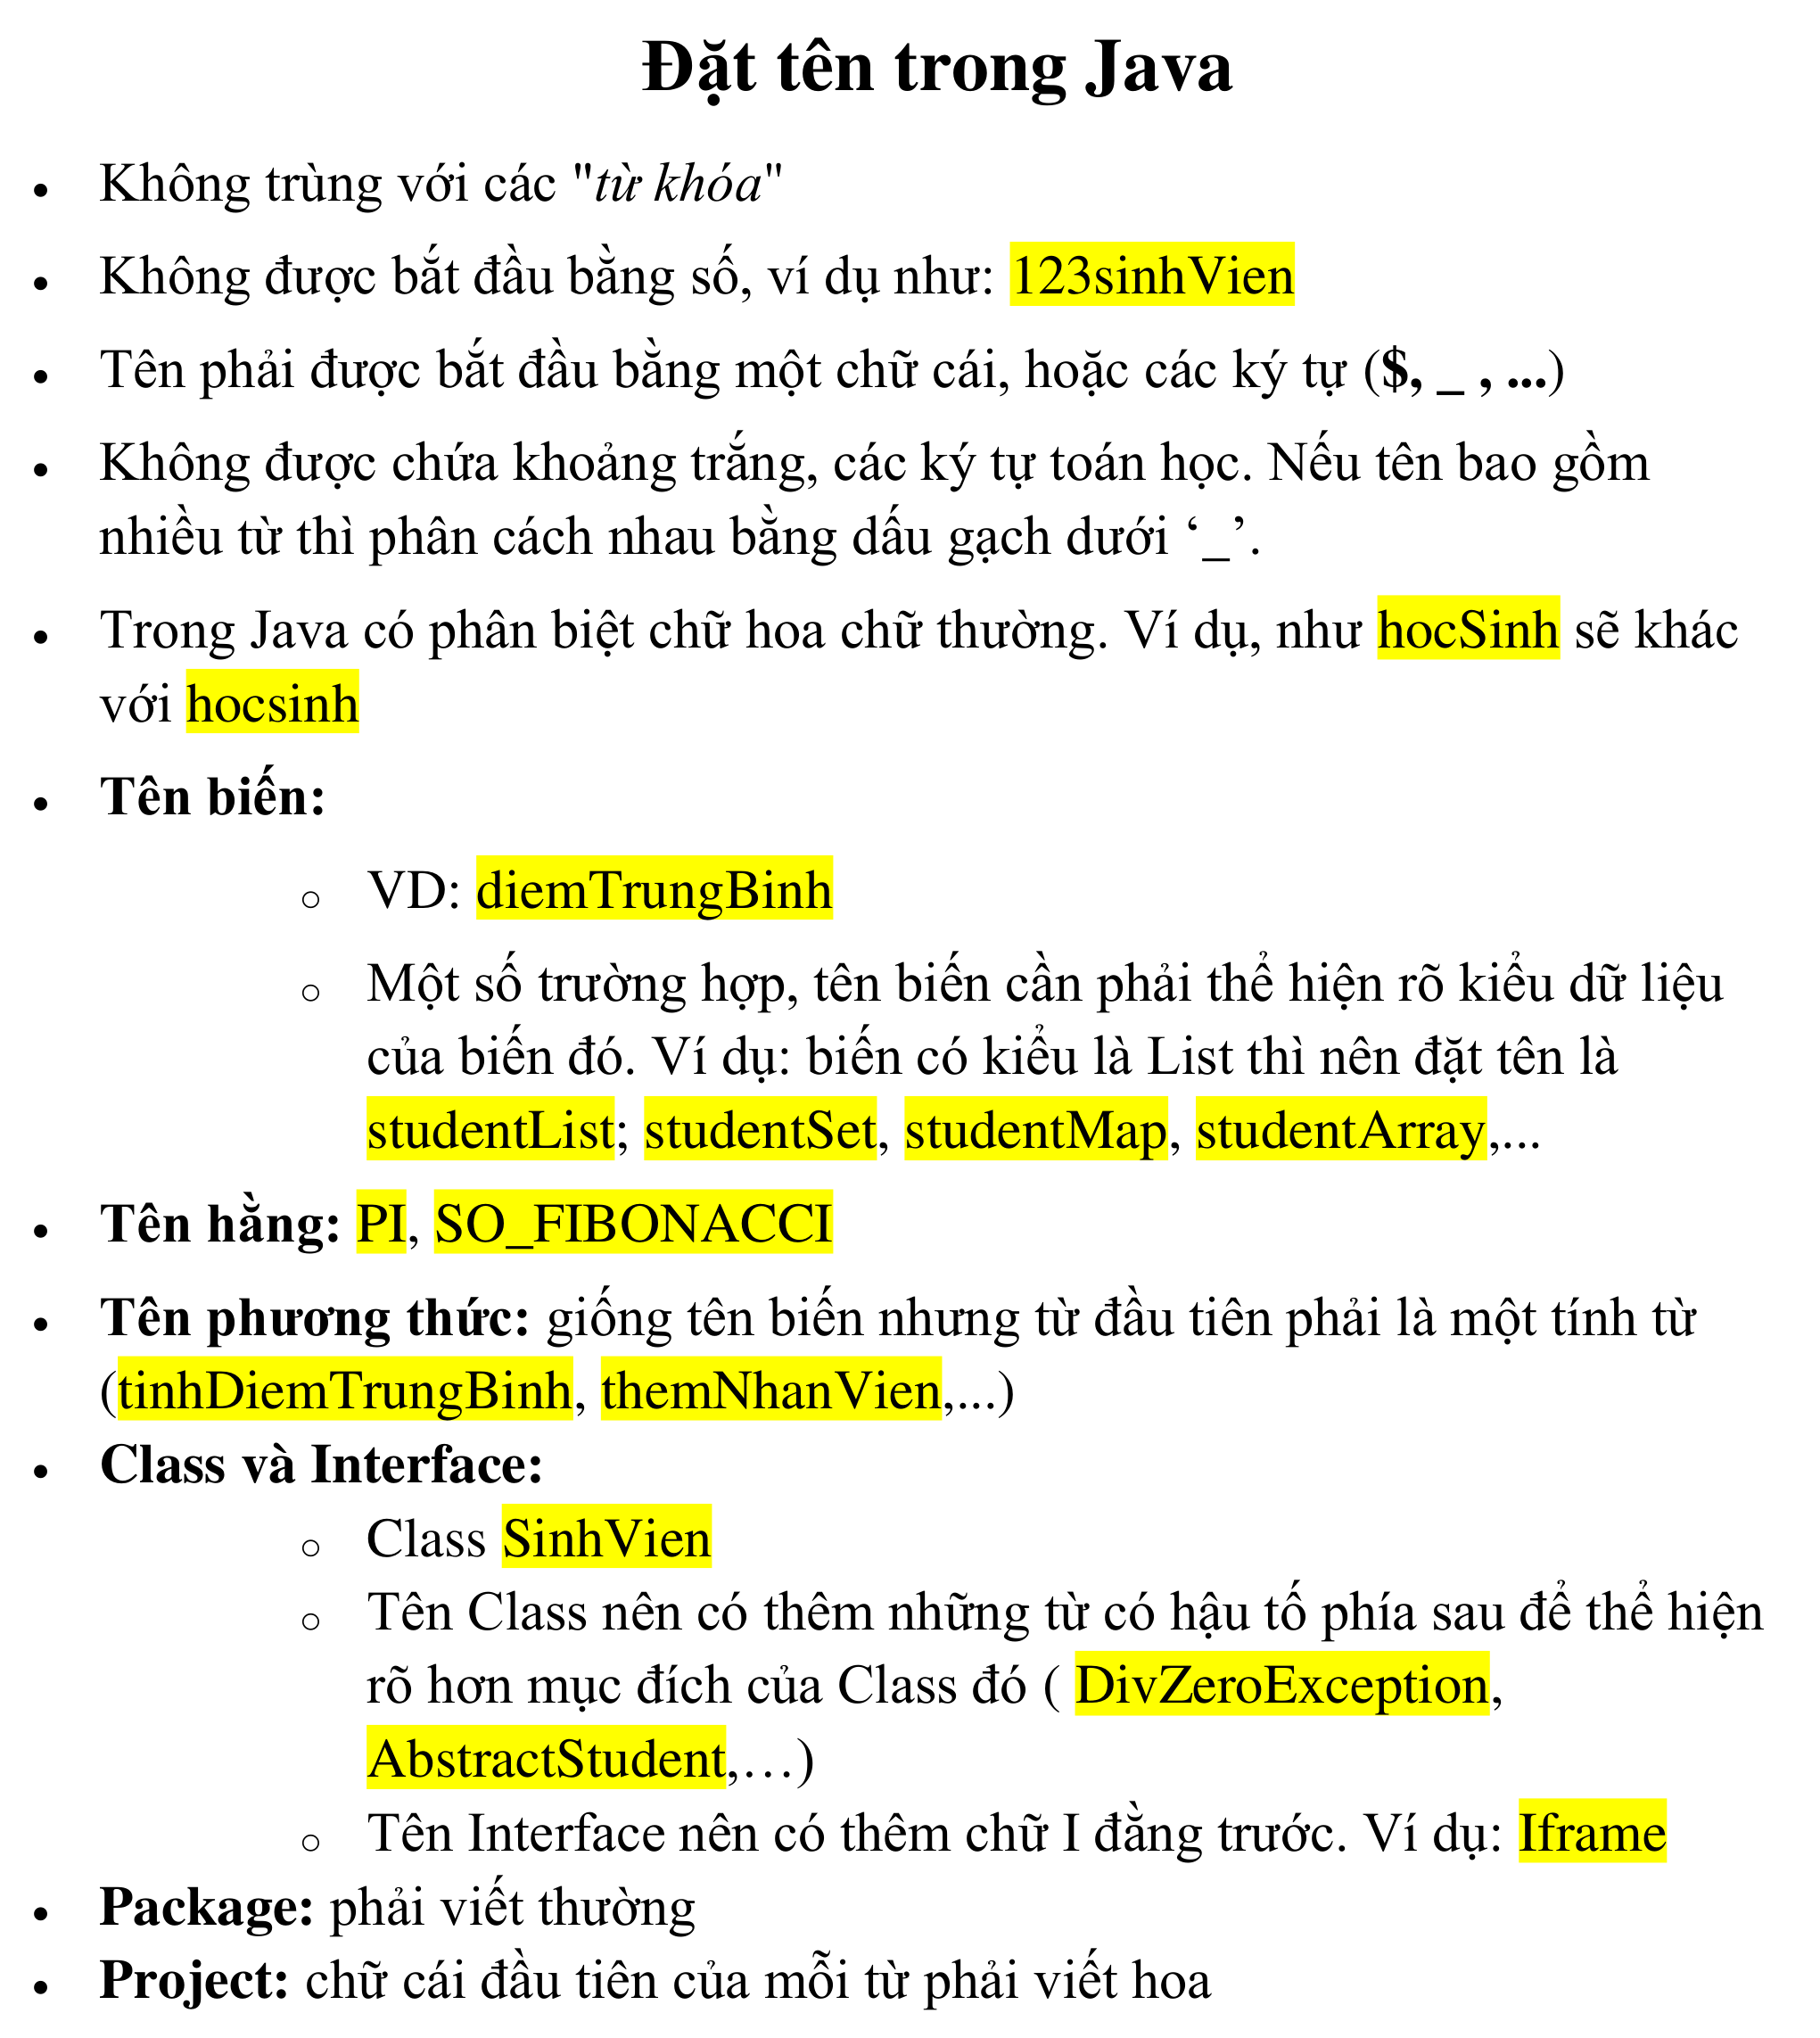 Đặt tên trong Java
• Không trùng với các "từ khóa"
• Không được bắt đầu bằng số, ví dụ như: 123sinhVien
• Tên phải được bắt đầu bằng một chữ cái, hoặc các ký tự ($, _ , ...)
• Không được chứa khoảng trắng, các ký tự toán học. Nếu tên bao gồm
nhiều từ thì phân cách nhau bằng dấu gạch dưới ‘_’.
• Trong Java có phân biệt chữ hoa chữ thường. Ví dụ, như hocSinh sẽ khác
với hocsinh
• Tên biến:
○ VD: diemTrungBinh
○ Một số trường hợp, tên biến cần phải thể hiện rõ kiểu dữ liệu
của biến đó. Ví dụ: biến có kiểu là List thì nên đặt tên là
studentList; studentSet, studentMap, studentArray,...
• Tên hằng: PI, SO_FIBONACCI
• Tên phương thức: giống tên biến nhưng từ đầu tiên phải là một tính từ
(tinhDiemTrungBinh, themNhanVien,...)
• Class và Interface:
○ Class SinhVien
○ Tên Class nên có thêm những từ có hậu tố phía sau để thể hiện
rõ hơn mục đích của Class đó ( DivZeroException,
AbstractStudent,…)
○ Tên Interface nên có thêm chữ I đằng trước. Ví dụ: Iframe
• Package: phải viết thường
• Project: chữ cái đầu tiên của mỗi từ phải viết hoa